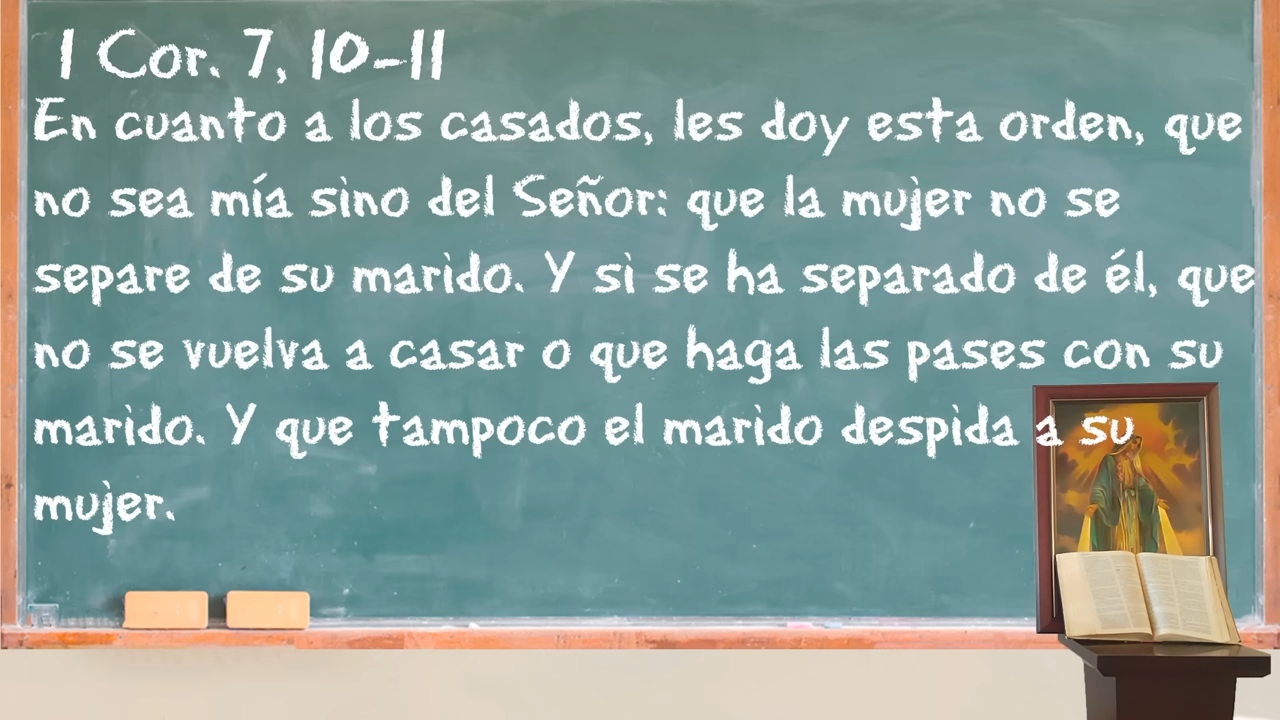 1 Cor. 7, 10-11
En cuanto a los casados, les doy esta orden, que
no sea mía sino del Señor: que la mujer no se
separe de su marido. Y si se ha separado de él, que
no se vuelva a casar o que haga las pases con su
marido. Y que tampoco el marido despida a su
mujer.